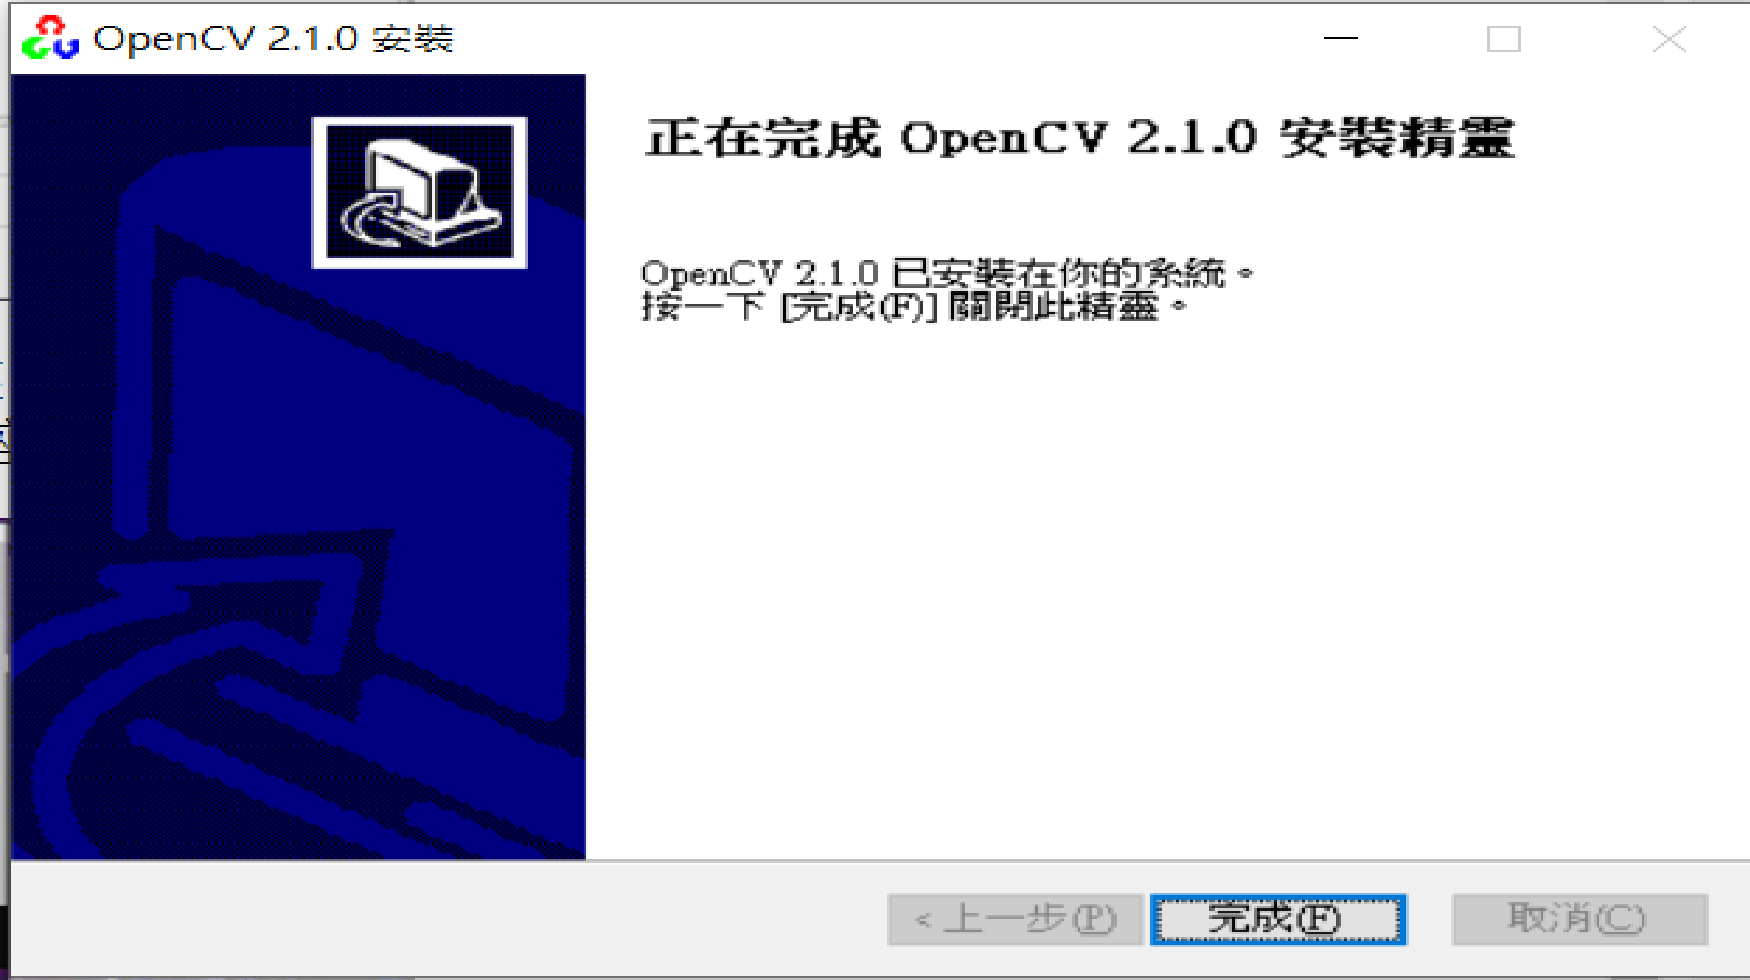 OpenCV 2.1.0 安裝
正在完成 OpenCV 2.1.0 安裝精靈
OpenCV 2.1.0 已安裝在你的系統。
按一下 [完成(F)] 關閉此精靈。
< 上一步(P)
完成(F)
取消(C)